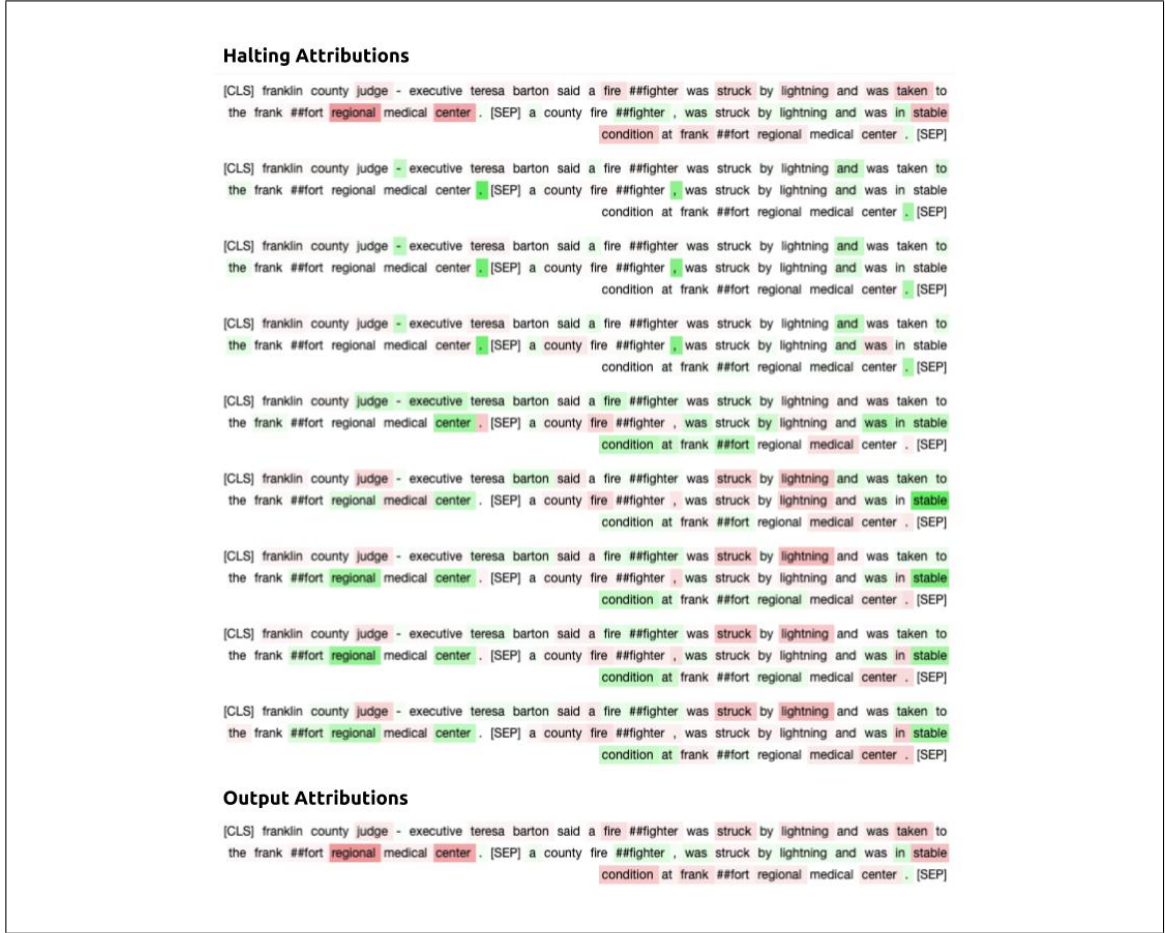 Halting Attributions
[CLS] franklin county judge - executive teresa barton said a fire ##fighter was struck by lightning and was taken to
the frank ##fort regional medical center . [SEP] a county fire ##fighter , was struck by lightning and was in stable
condition at frank ##fort regional medical center . [SEP]
[CLS] franklin county judge - executive teresa barton said a fire ##fighter was struck by lightning and was taken to
the frank ##fort regional medical center . [SEP] a county fire ##fighter , was struck by lightning and was in stable
condition at frank ##fort regional medical center . [SEP]
[CLS] franklin county judge - executive teresa barton said a fire ##fighter was struck by lightning and was taken to
the frank ##fort regional medical center . [SEP] a county fire ##fighter , was struck by lightning and was in stable
condition at frank ##fort regional medical center . [SEP]
[CLS] franklin county judge - executive teresa barton said a fire ##fighter was struck by lightning and was taken to
the frank ##fort regional medical center . [SEP] a county fire ##fighter , was struck by lightning and was in stable
condition at frank ##fort regional medical center . [SEP]
[CLS] franklin county judge - executive teresa barton said a fire ##fighter was struck by lightning and was taken to
the frank ##fort regional medical center . [SEP] a county fire ##fighter , was struck by lightning and was in stable
condition at frank ##fort regional medical center . [SEP]
[CLS] franklin county judge - executive teresa barton said a fire ##fighter was struck by lightning and was taken to
the frank ##fort regional medical center . [SEP] a county fire ##fighter , was struck by lightning and was in stable
condition at frank ##fort regional medical center . [SEP]
[CLS] franklin county judge - executive teresa barton said a fire ##fighter was struck by lightning and was taken to
the frank ##fort regional medical center . [SEP] a county fire ##fighter , was struck by lightning and was in stable
condition at frank ##fort regional medical center . [SEP]
[CLS] franklin county judge - executive teresa barton said a fire ##fighter was struck by lightning and was taken to
the frank ##fort regional medical center . [SEP] a county fire ##fighter , was struck by lightning and was in stable
condition at frank ##fort regional medical center . [SEP]
[CLS] franklin county judge - executive teresa barton said a fire ##fighter was struck by lightning and was taken to
the frank ##fort regional medical center . [SEP] a county fire ##fighter , was struck by lightning and was in stable
condition at frank ##fort regional medical center . [SEP]
Output Attributions
[CLS] franklin county judge - executive teresa barton said a fire ##fighter was struck by lightning and was taken to
the frank ##fort regional medical center . [SEP] a county fire ##fighter , was struck by lightning and was in stable
condition at frank ##fort regional medical center . [SEP]